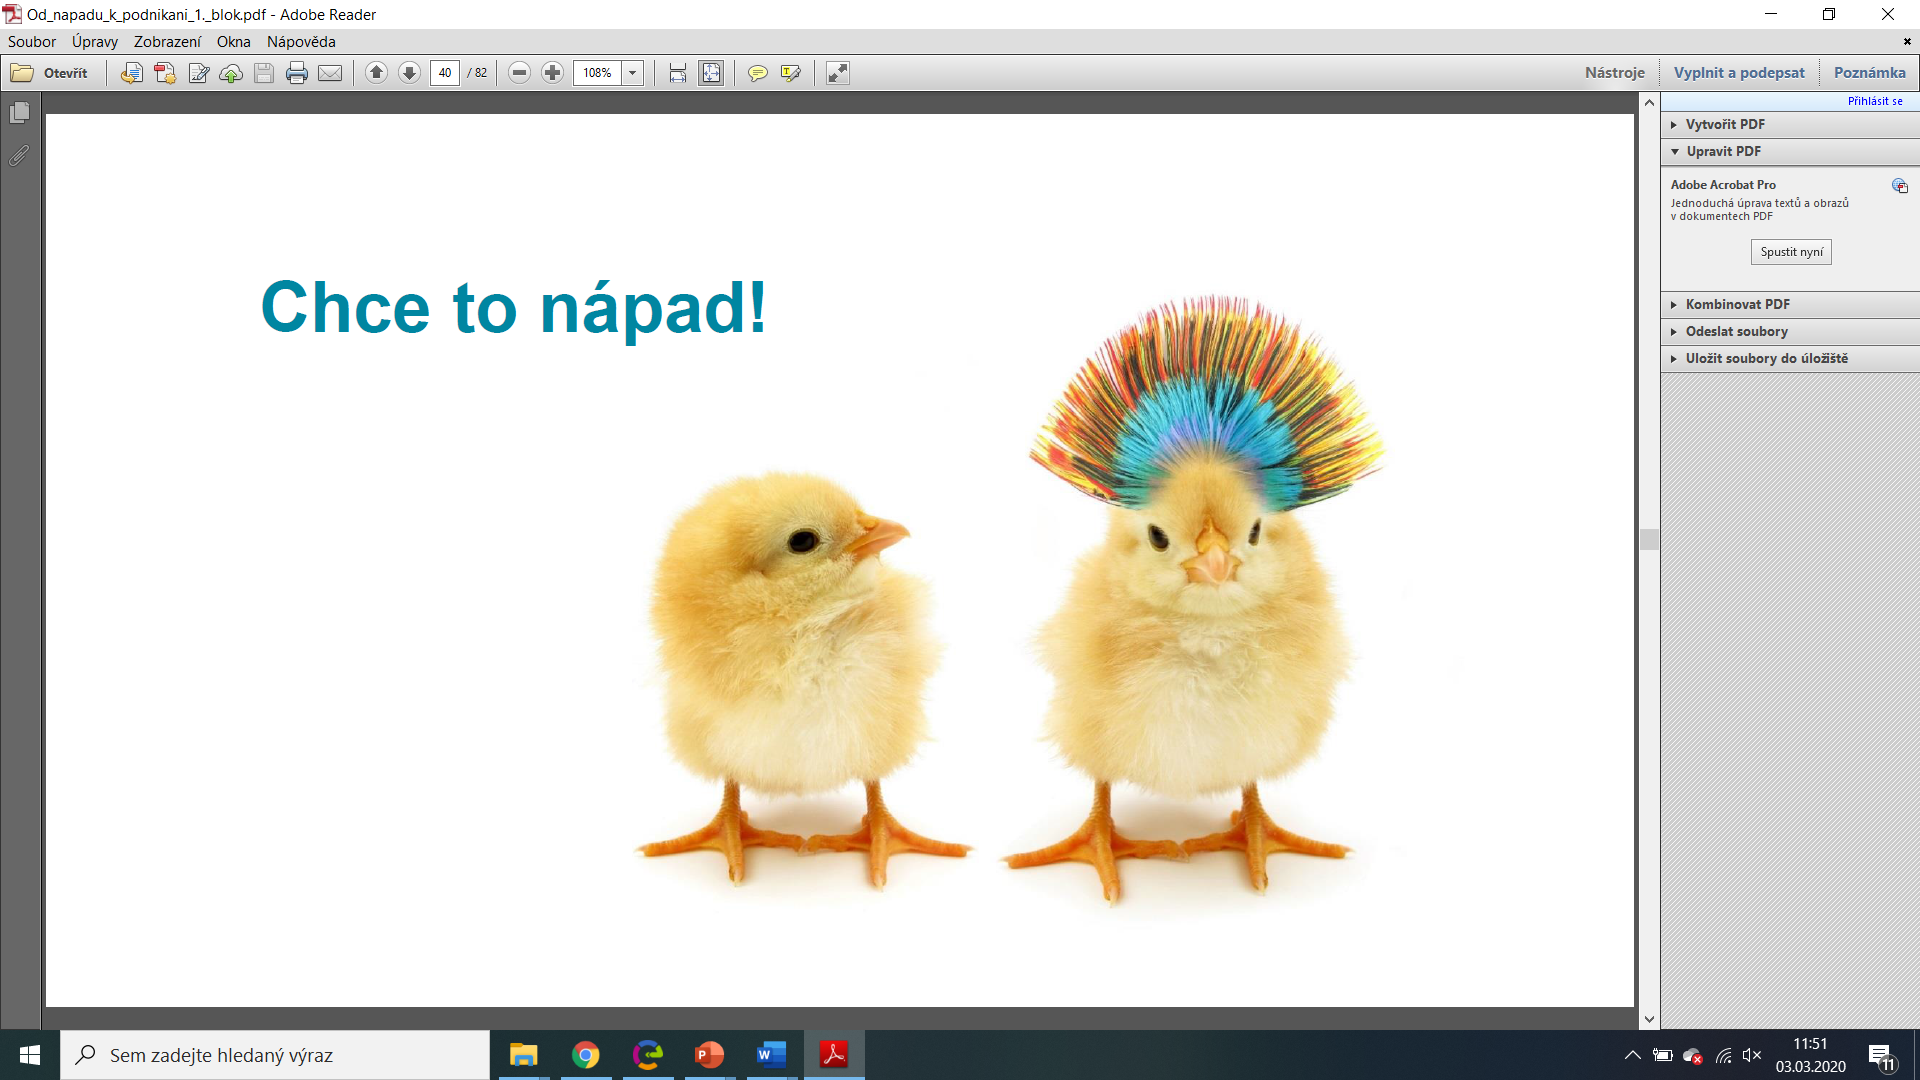 Od_napadu_k_podnikani_1._blok.pdf - Adobe Reader
Soubor Úpravy Zobrazení Okna Nápověda
Otevřít 40 / 82 108% Nástroje Vyplnit a podepsat Poznámka
Přihlásit se
Vytvořit PDF
Upravit PDF
Adobe Acrobat Pro
Jednoduchá úprava textů a obrazů
v dokumentech PDF
Spustit nyní
Kombinovat PDF
Odeslat soubory
Uložit soubory do úložiště
Chce to nápad!
Sem zadejte hledaný výraz
11:51
03.03.2020
11